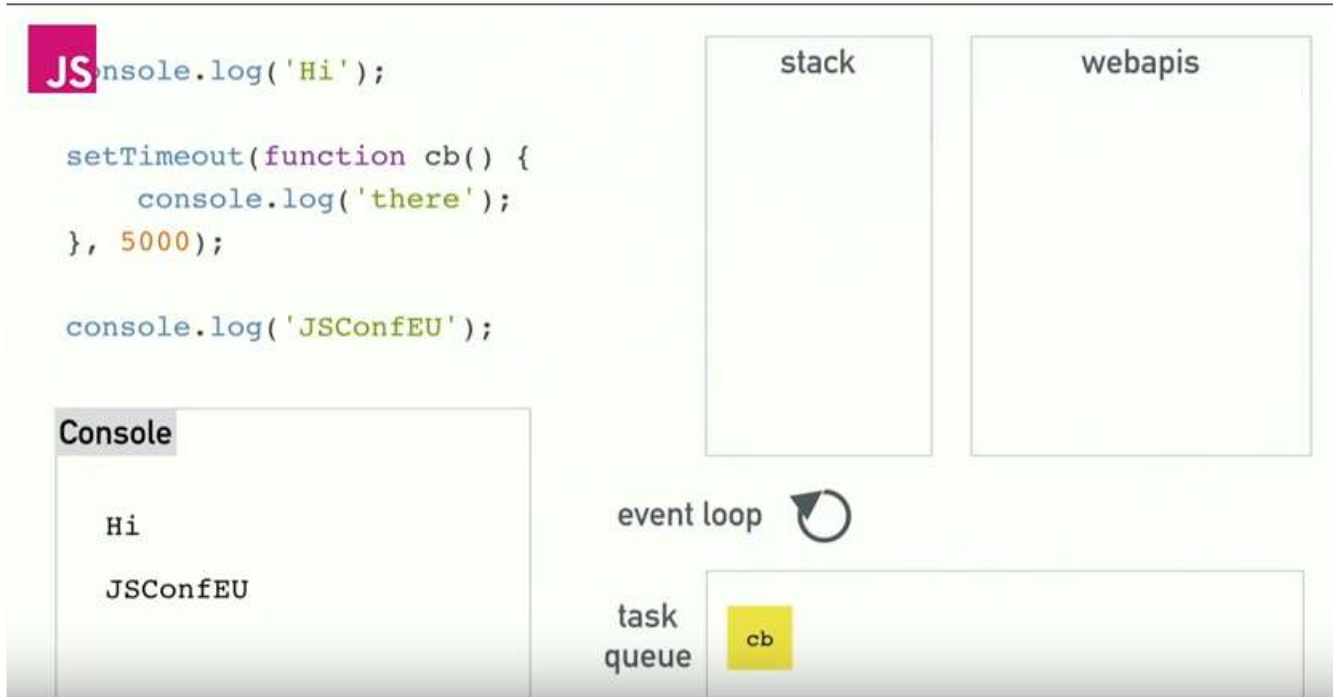 JS
console.log('Hi');
setTimeout(function cb() {
    console.log('there');
}, 5000);
console.log('JSConfEU');
Console
Hi
JSConfEU
stack
webapis
event loop
task
queue
cb